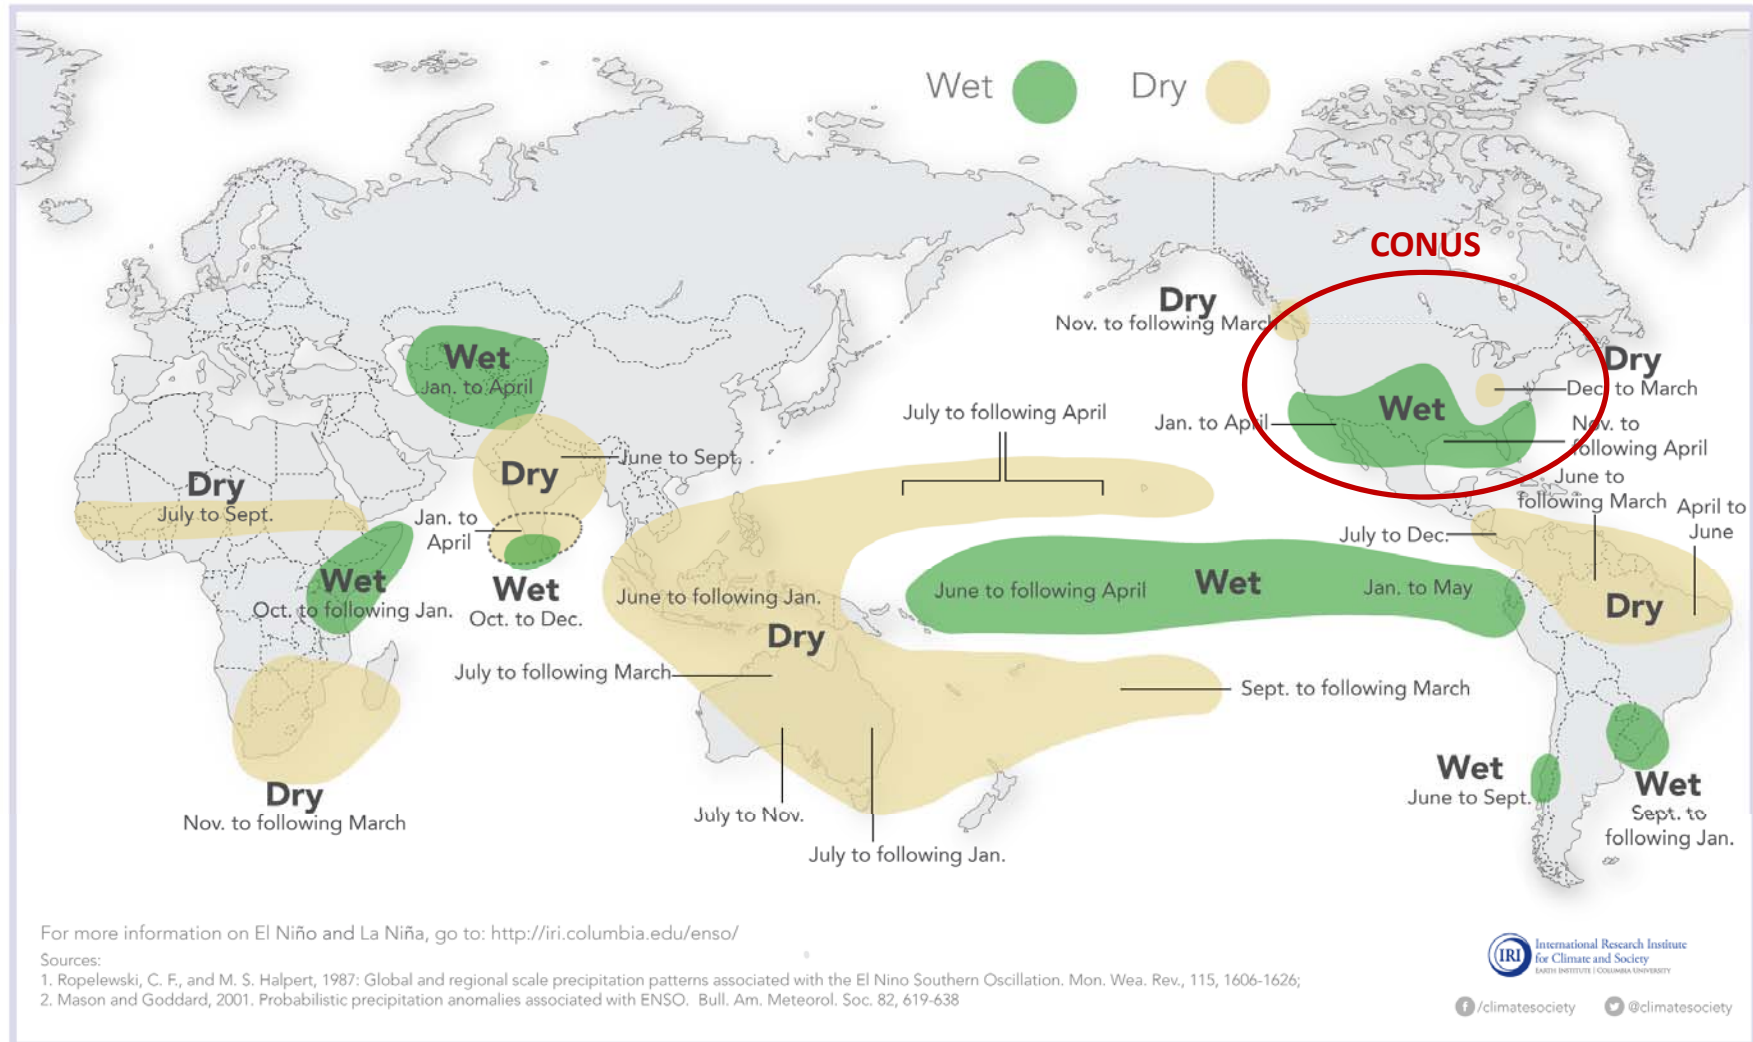 Wet
Dry
CONUS
Dry
Nov. to following March
Dry
Dec. to March
Wet
Jan. to April
Wet
Jan. to April
Nov. to
following April
July to following April
June to Sept.
Dry
Dry
July to Sept.
Jan. to
April
June to
following March
April to
June
July to Dec.
Wet
Oct. to following Jan.
Wet
Oct. to Dec.
June to following Jan.
Dry
June to following April
Wet
Jan. to May
Dry
July to following March
Sept. to following March
Dry
Nov. to following March
July to Nov.
July to following Jan.
Wet
June to Sept.
Wet
Sept. to
following Jan.
For more information on El Niño and La Niña, go to: http://iri.columbia.edu/enso/
Sources:
1. Ropelewski, C. F., and M. S. Halpert, 1987: Global and regional scale precipitation patterns associated with the El Nino Southern Oscillation. Mon. Wea. Rev., 115, 1606-1626;
2. Mason and Goddard, 2001. Probabilistic precipitation anomalies associated with ENSO. Bull. Am. Meteorol. Soc. 82, 619-638
IRI
International Research Institute
for Climate and Society
EARTH INSTITUTE | COLUMBIA UNIVERSITY
/climatesociety
@climatesociety